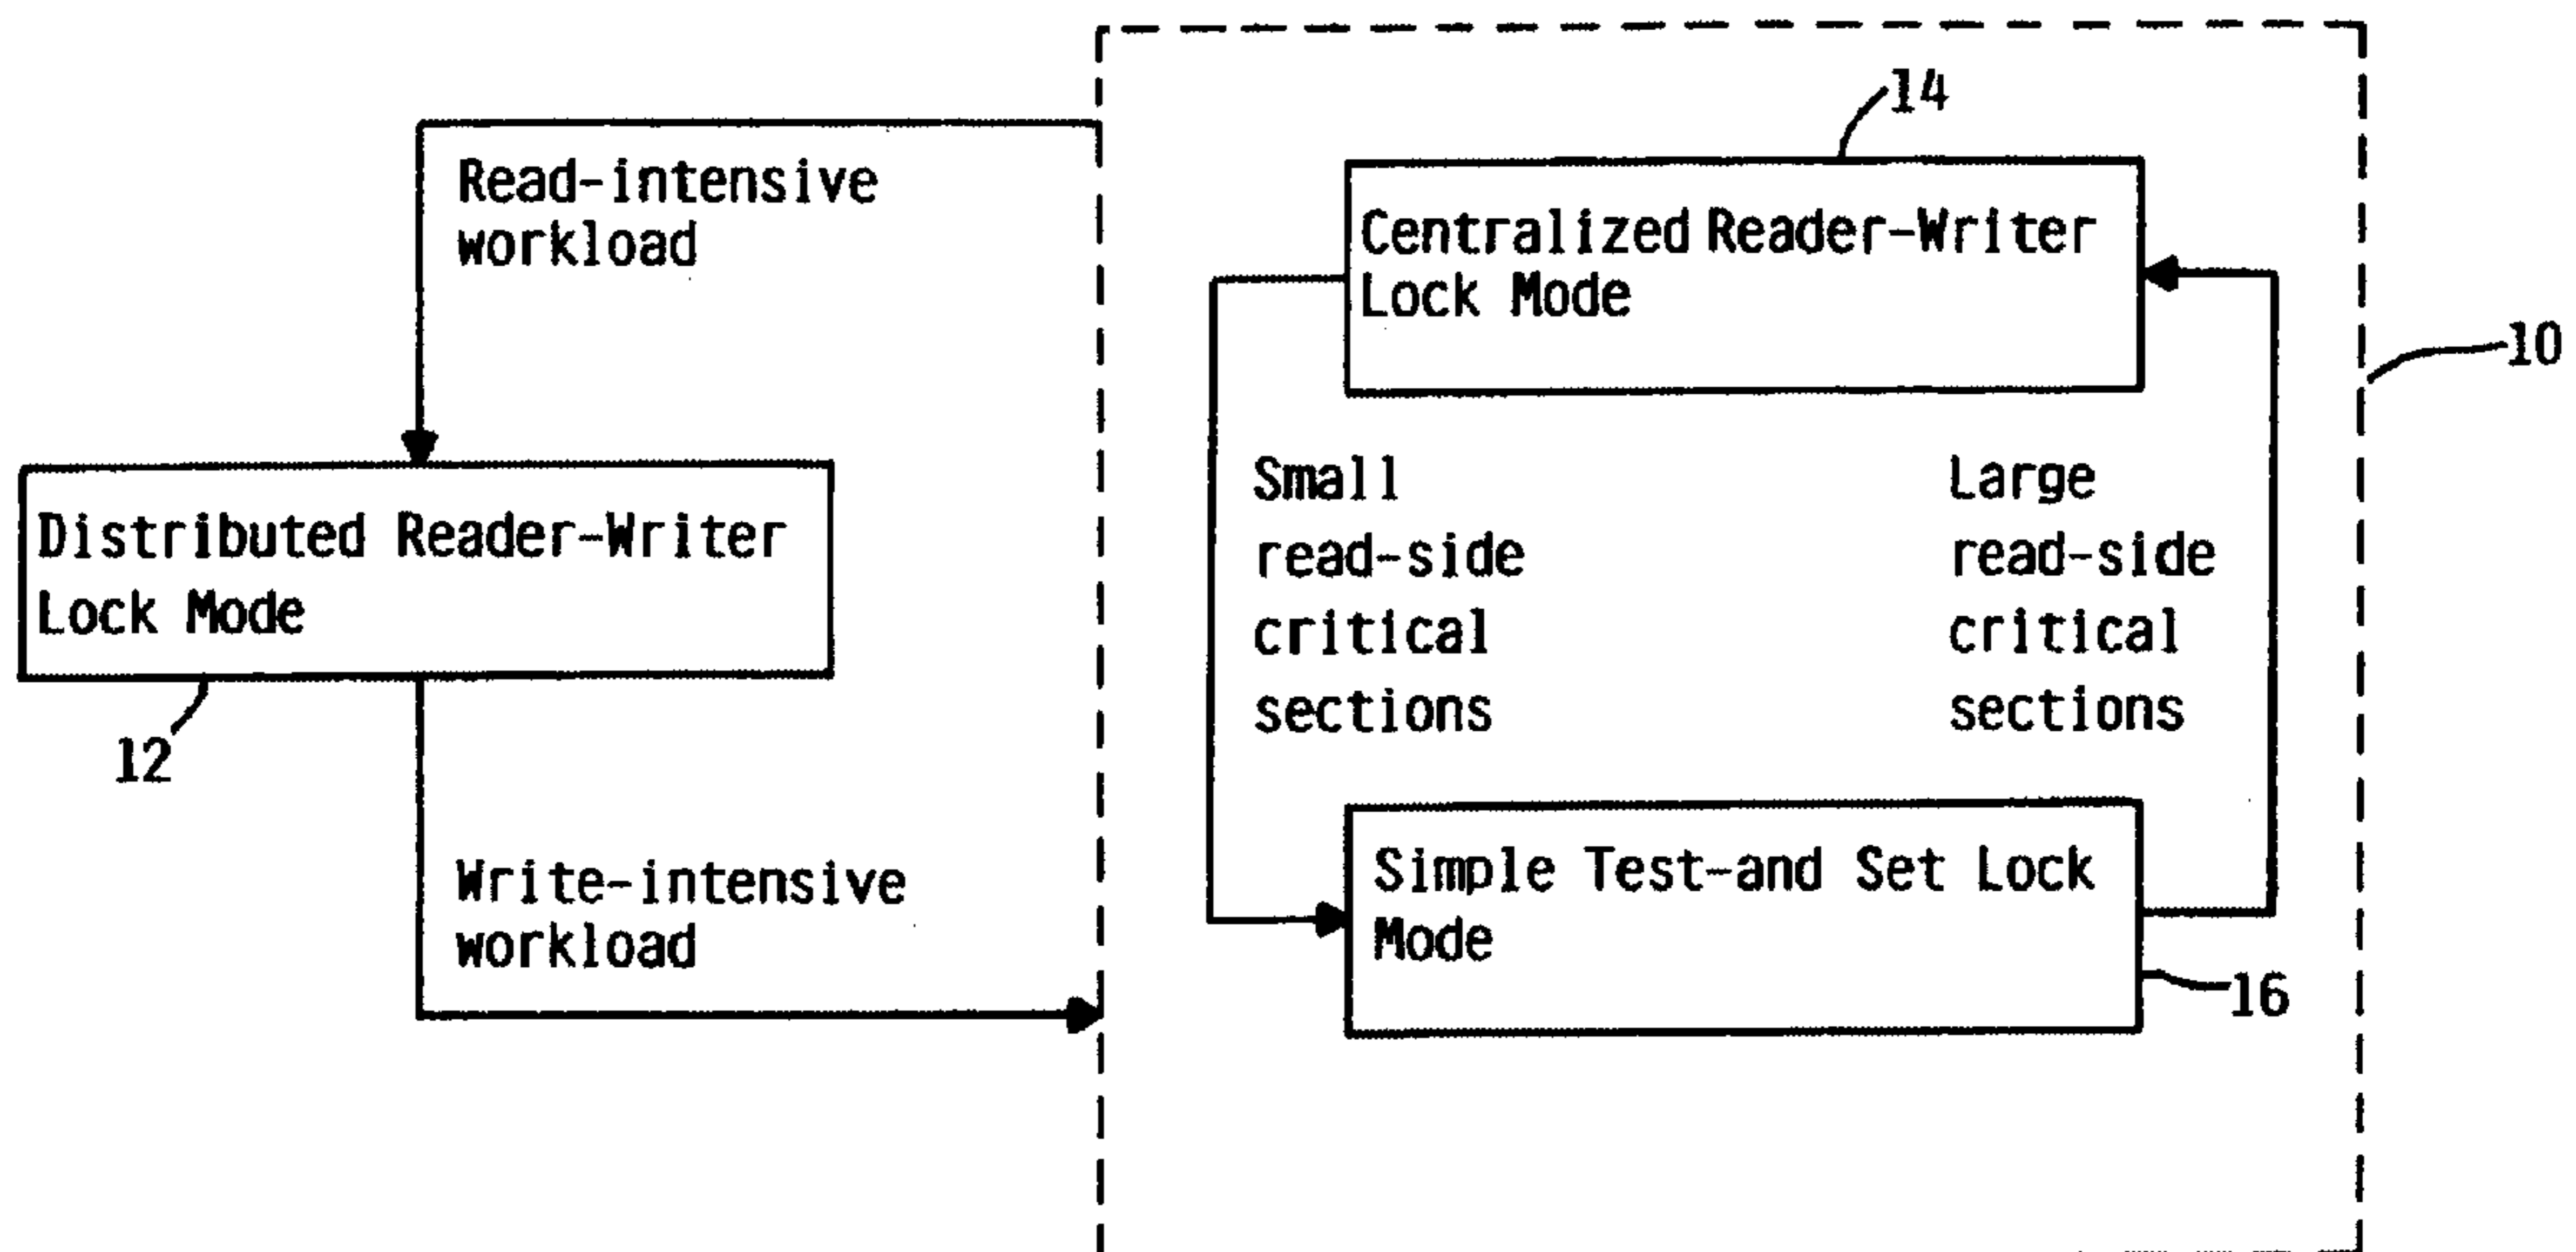 14
Read-intensive
workload
Centralized Reader-Writer
Lock Mode
10
Small
read-side
critical
sections
Large
read-side
critical
sections
Distributed Reader-Writer
Lock Mode
12
Write-intensive
workload
Simple Test-and Set Lock
Mode
16